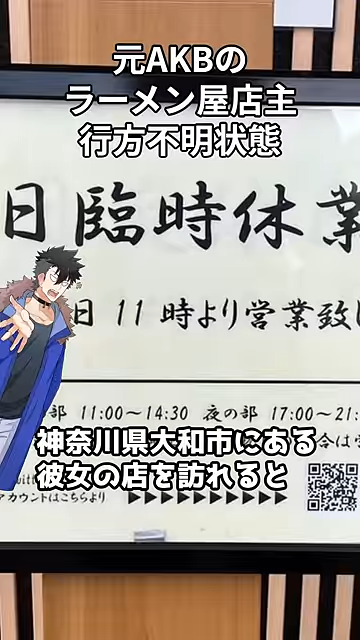 元AKBの
ラーメン屋店主
行方不明状態
日臨時休業
日 11 時より営業致
部 11:00〜14:30 夜の部 17:00〜21:
神奈川県大和市にある
彼女の店を訪れると
アカウントはこちらより ▶▶▶▶▶▶▶▶▶▶